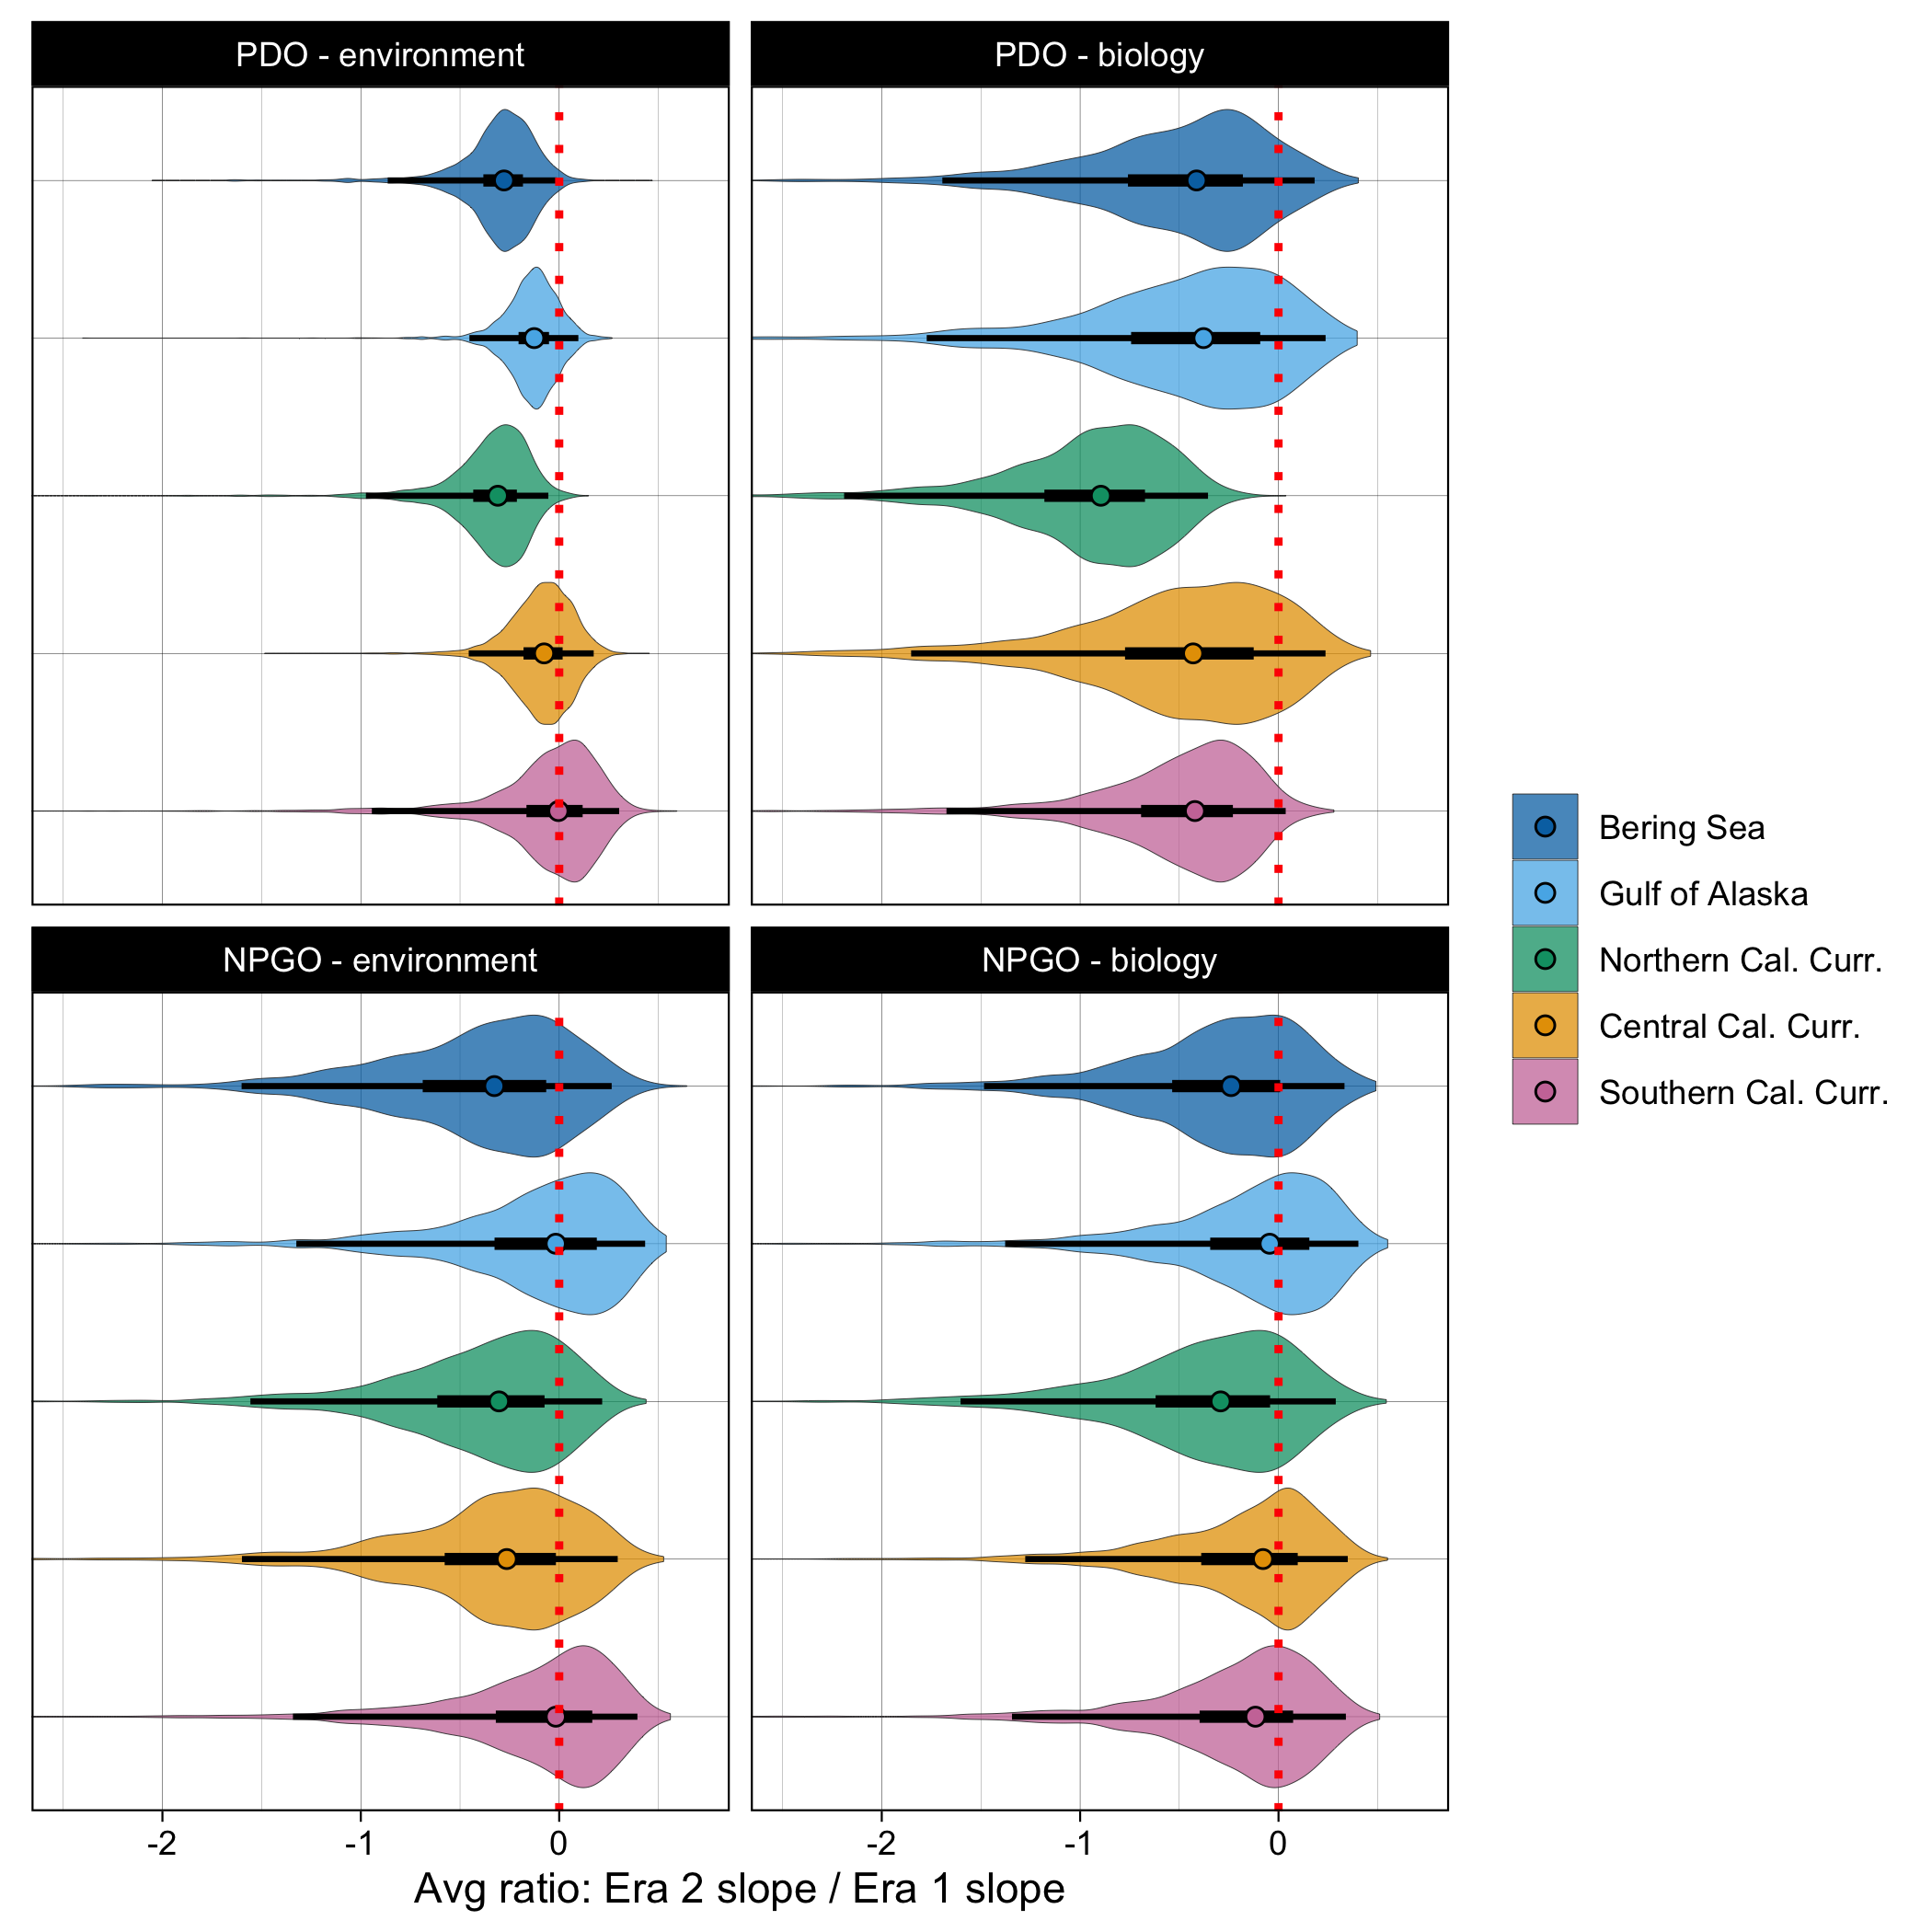 PDO - environment
PDO - biology
NPGO - environment
NPGO - biology
-2 -1 0
-2 -1 0
Avg ratio: Era 2 slope / Era 1 slope
Bering Sea
Gulf of Alaska
Northern Cal. Curr.
Central Cal. Curr.
Southern Cal. Curr.